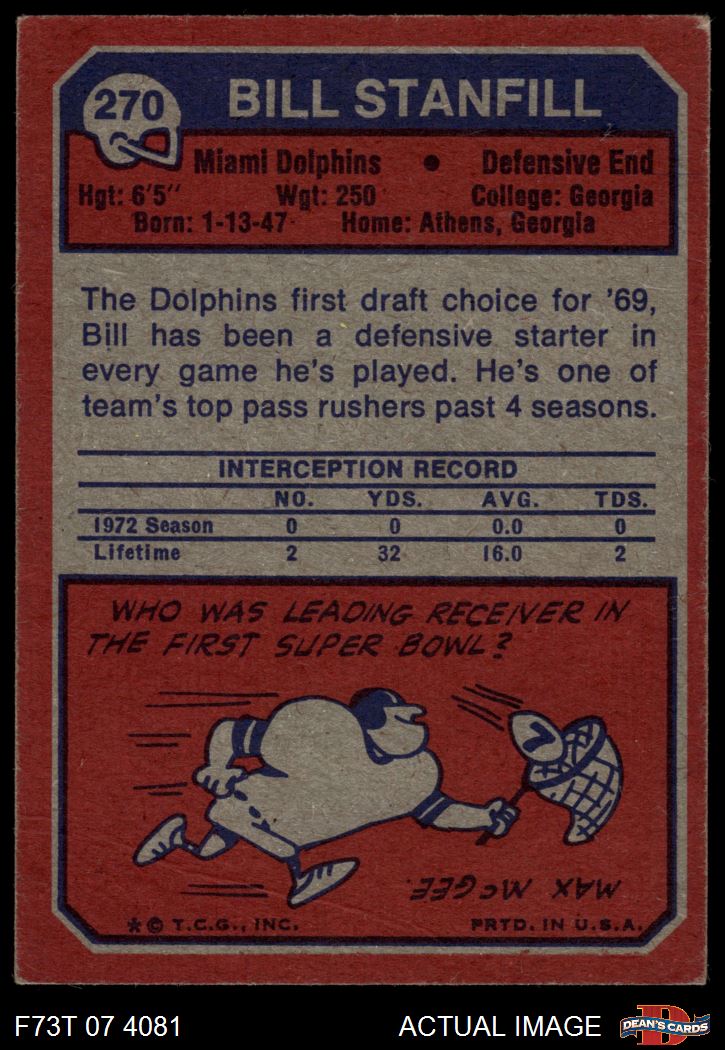 270
BILL STANFILL
Miami Dolphins • Defensive End
Hgt: 6'5" Wgt: 250 College: Georgia
Born: 1-13-47 Home: Athens, Georgia
The Dolphins first draft choice for '69,
Bill has been a defensive starter in
every game he's played. He's one of
team's top pass rushers past 4 seasons.
INTERCEPTION RECORD
NO. YDS. AVG. TDS.
1972 Season 0 0 0.0 0
Lifetime 2 32 16.0 2
WHO WAS LEADING RECEIVER IN
THE FIRST SUPER BOWL?
7
MAX McGEE.
* © T.C.G., INC. PRTD. IN U.S.A.
F73T 07 4081 ACTUAL IMAGE
D
DEAN'S CARDS